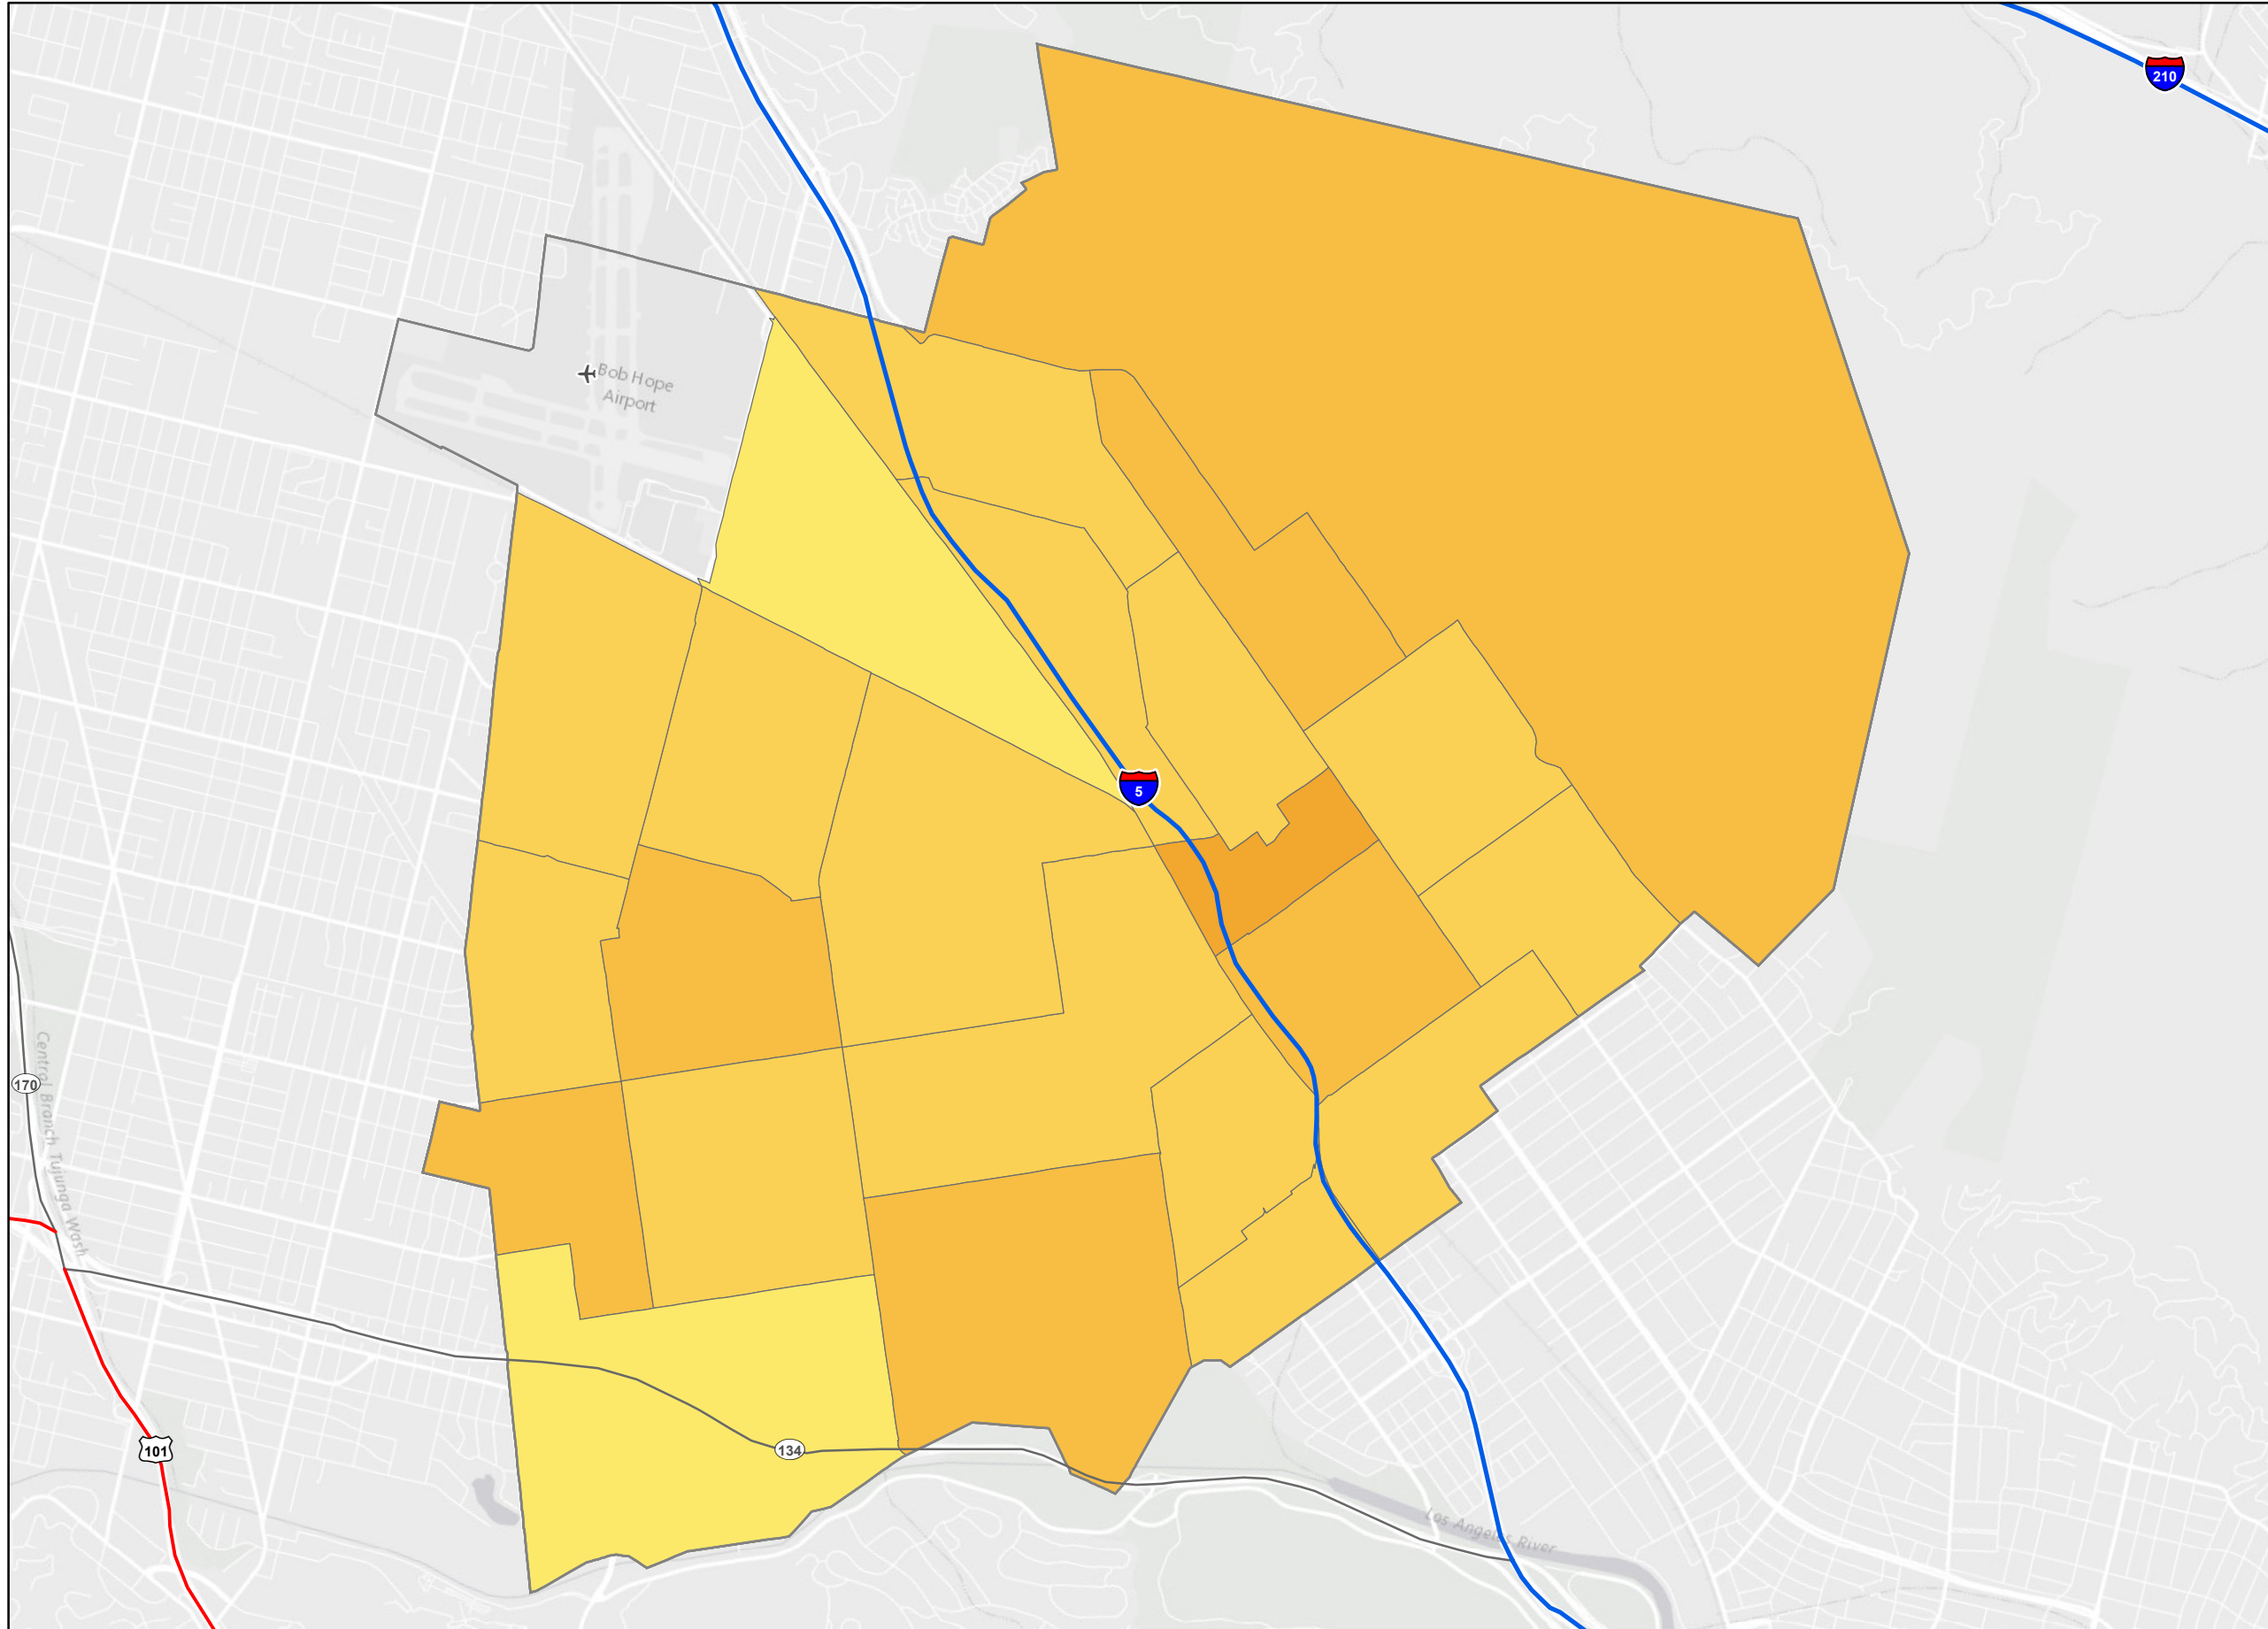 210
Bob Hope
Airport
5
170
Central Branch Tujunga Wash
134
101
Los Angeles River